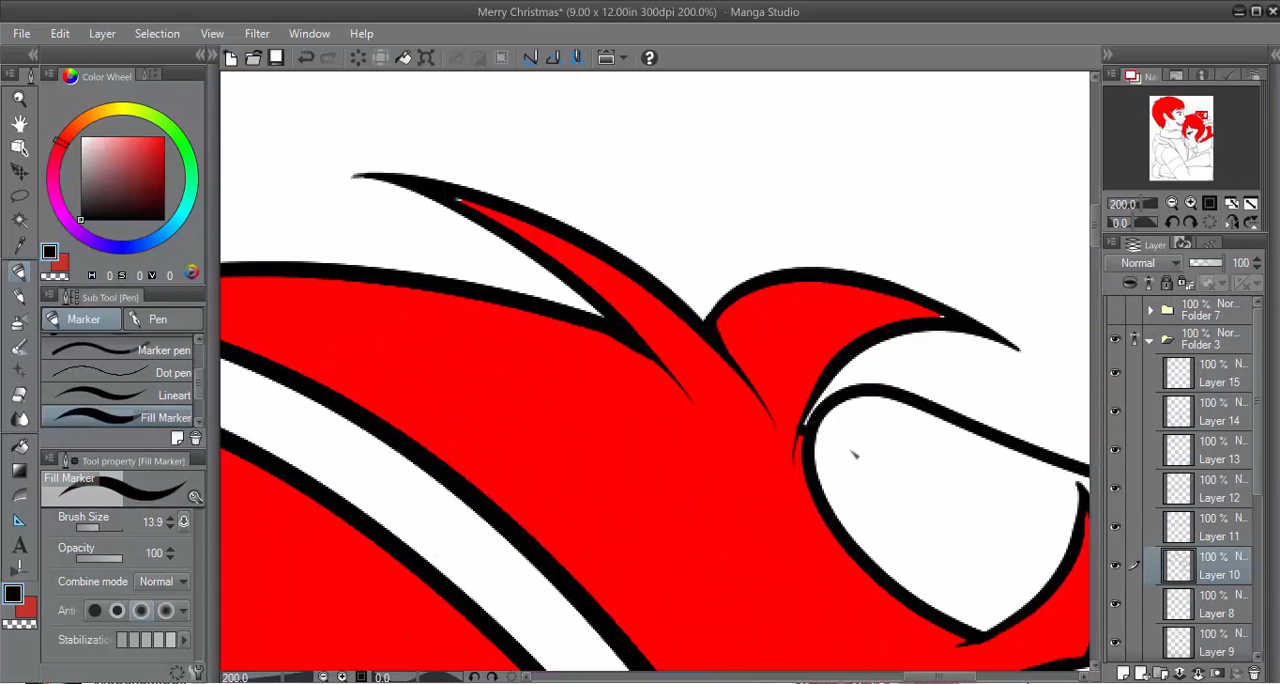 Merry Christmas* (9.00 x 12.00in 300dpi 200.0%) - Manga Studio
File Edit Layer Selection View Filter Window Help
Color Wheel
H 0 S 0 V 0
Sub Tool [Pen]
Marker Pen
Marker pen
Dot pen
Lineart
Fill Marker
Tool property [Fill Marker]
Fill Marker
Brush Size 13.9
Opacity 100
Combine mode Normal
Anti
Stabilization
200.0 0.0
200.0
0.0
Layer
Normal 100
100 % Nor...
Folder 7
100 % Nor...
Folder 3
100 % N...
Layer 15
100 % N...
Layer 14
100 % N...
Layer 13
100 % N...
Layer 12
100 % N...
Layer 11
100 % N...
Layer 10
100 % N...
Layer 8
100 % N...
Layer 9